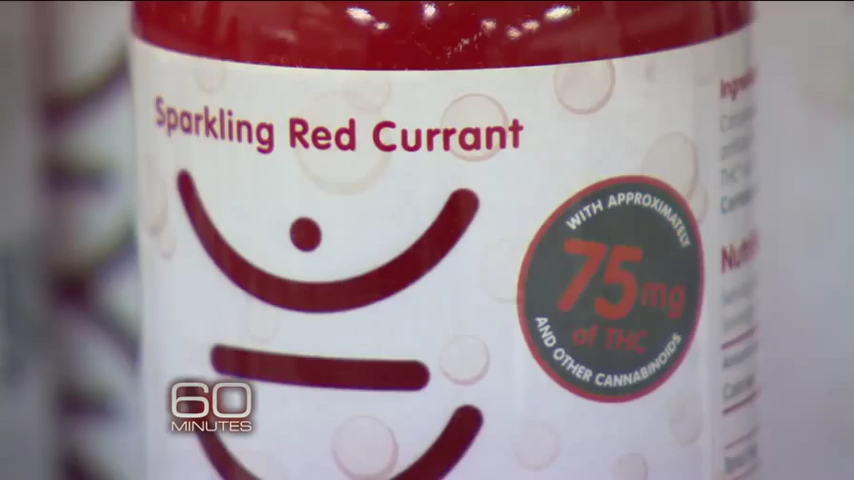 Sparkling Red Currant
WITH APPROXIMATELY
75mg
of THC
AND OTHER CANNABINOIDS
60
MINUTES